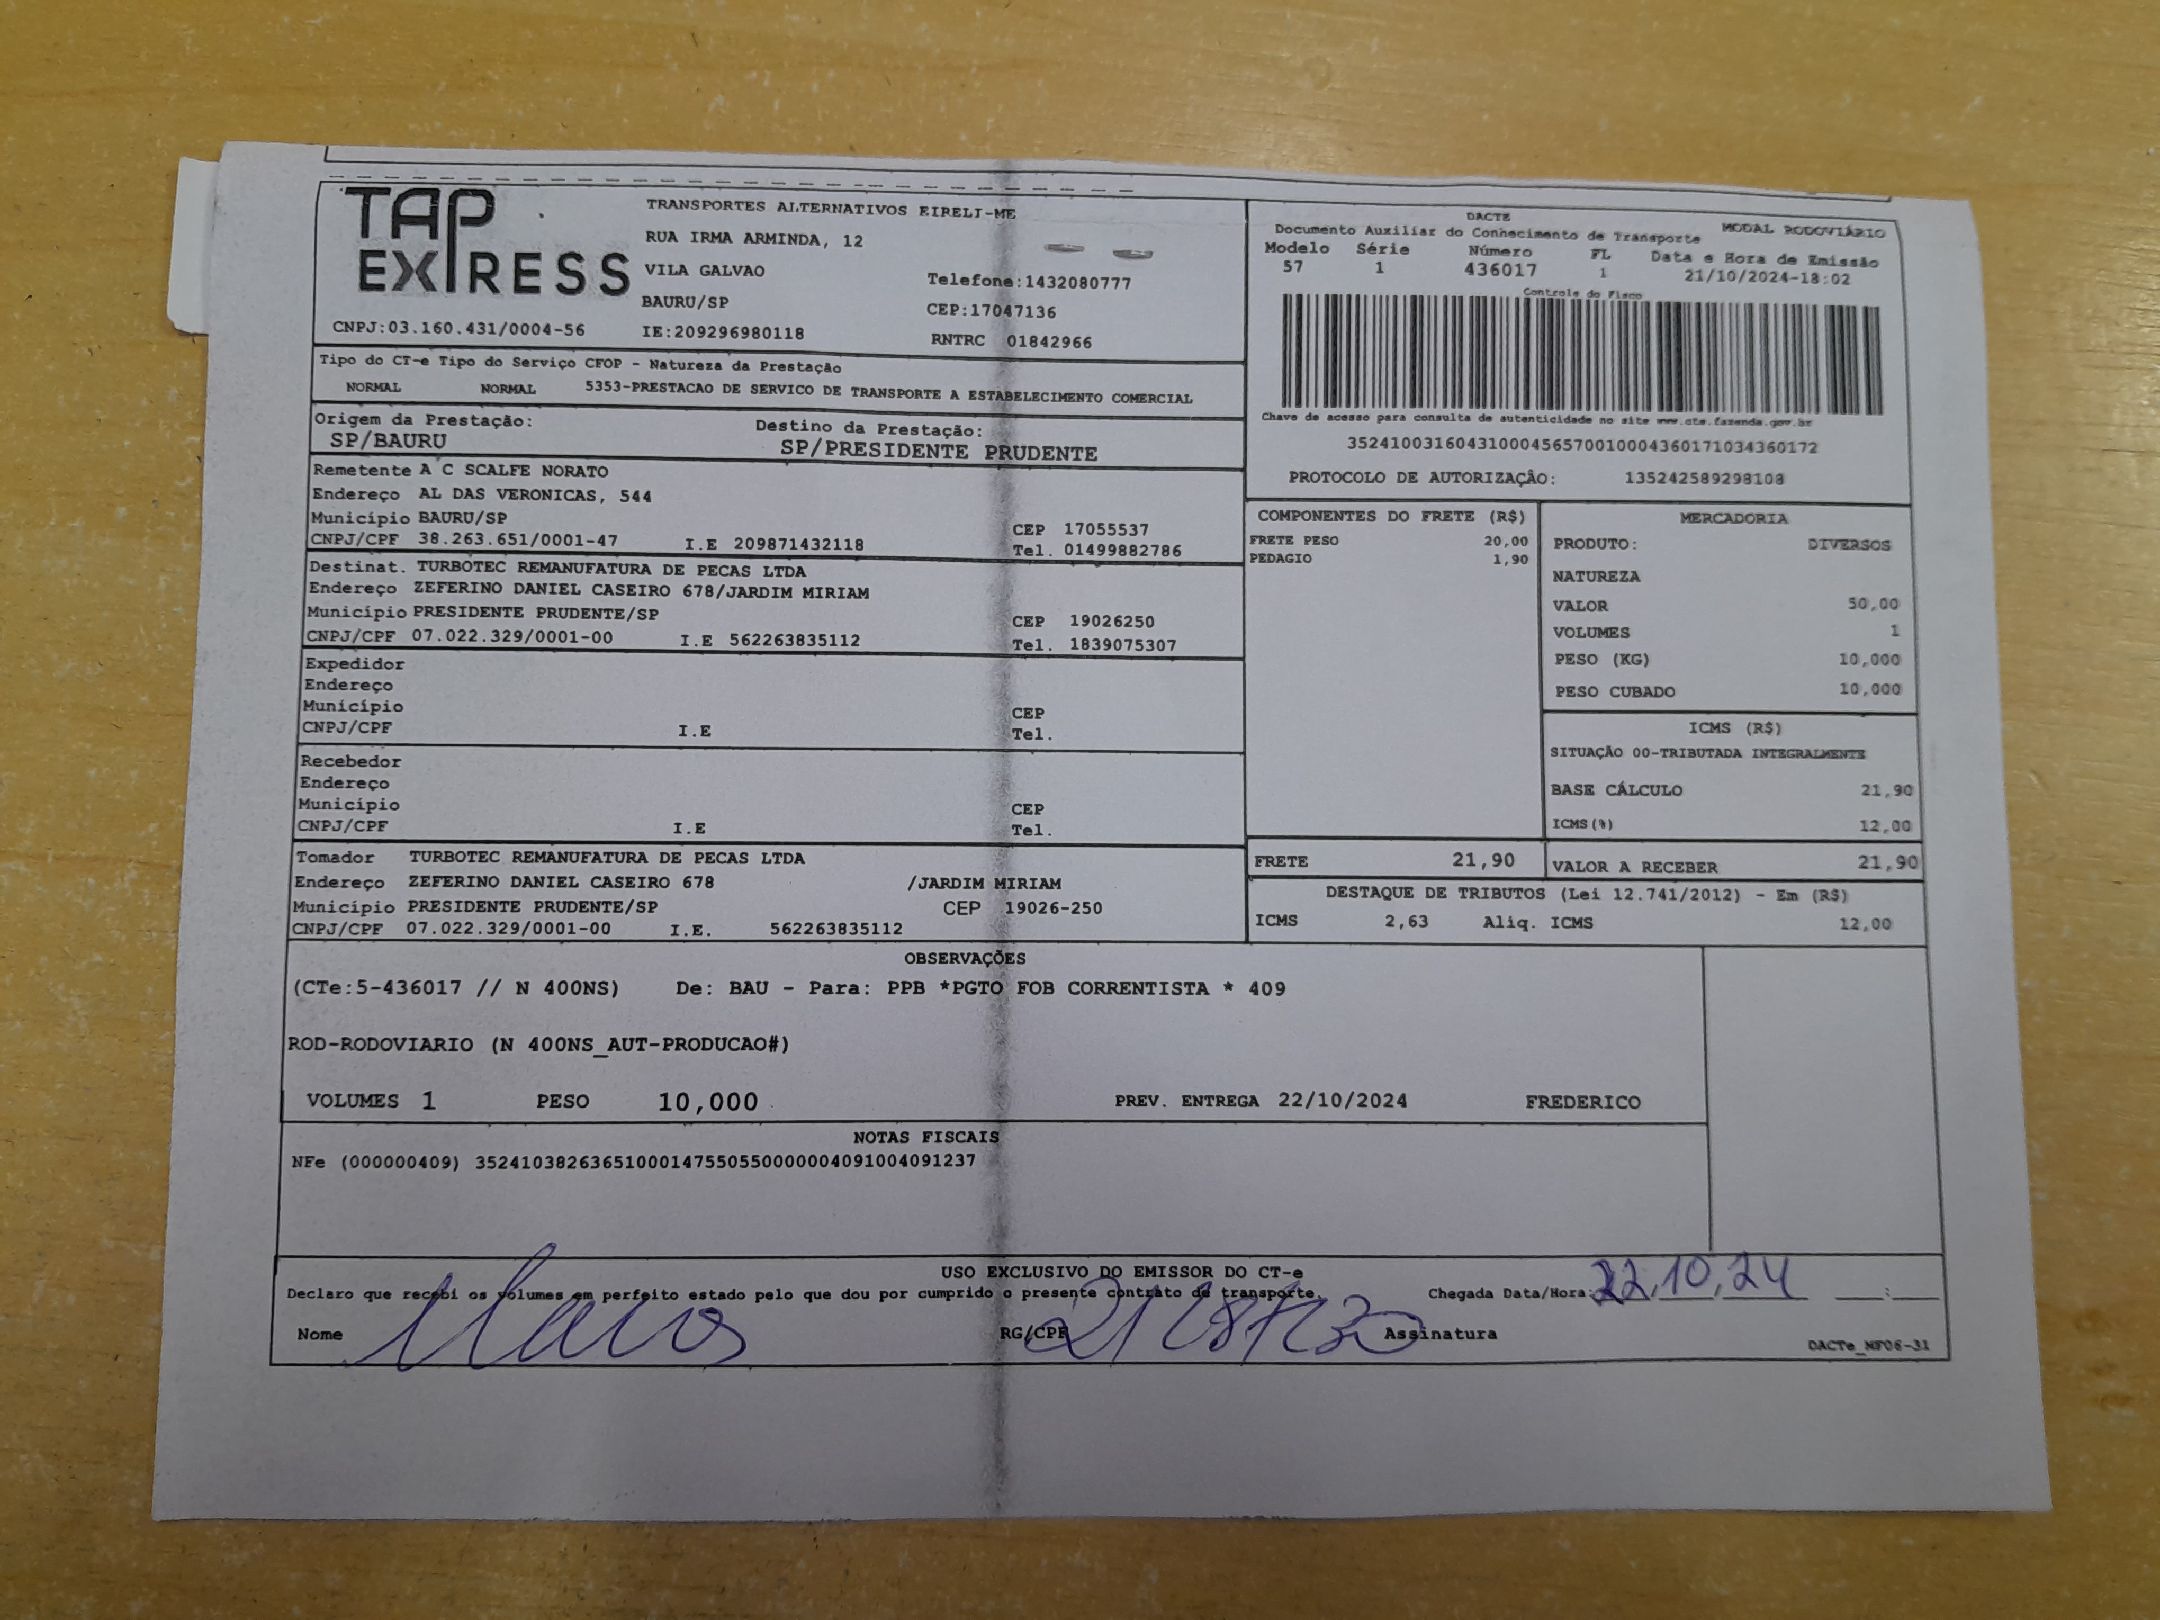 TAP EXPRESS
TRANSPORTES ALTERNATIVOS EIRELI-ME
RUA IRMA ARMINDA, 12
VILA GALVAO
Telefone:1432080777
BAURU/SP
CEP:17047136
CNPJ:03.160.431/0004-56 IE:209296980118 RNTRC 01842966
DACTE MODAL RODOVIÁRIO
Documento Auxiliar do Conhecimento de Transporte
Modelo Série Número FL Data e Hora de Emissão
57 1 436017 1 21/10/2024-18:02
Controle do Fisco
Chave de acesso para consulta de autenticidade no site www.cte.fazenda.gov.br
35241003160431000456570010004360171034360172
PROTOCOLO DE AUTORIZAÇÂO: 135242589298108
Tipo do CT-e Tipo do Serviço CFOP - Natureza da Prestação
NORMAL NORMAL 5353-PRESTACAO DE SERVICO DE TRANSPORTE A ESTABELECIMENTO COMERCIAL
Origem da Prestação: Destino da Prestação:
SP/BAURU SP/PRESIDENTE PRUDENTE
Remetente A C SCALFE NORATO
Endereço AL DAS VERONICAS, 544
Município BAURU/SP CEP 17055537
CNPJ/CPF 38.263.651/0001-47 I.E 209871432118 Tel. 01499882786
Destinat. TURBOTEC REMANUFATURA DE PECAS LTDA
Endereço ZEFERINO DANIEL CASEIRO 678/JARDIM MIRIAM
Município PRESIDENTE PRUDENTE/SP CEP 19026250
CNPJ/CPF 07.022.329/0001-00 I.E 562263835112 Tel. 1839075307
Expedidor
Endereço
Município CEP
CNPJ/CPF I.E Tel.
Recebedor
Endereço
Município CEP
CNPJ/CPF I.E Tel.
Tomador TURBOTEC REMANUFATURA DE PECAS LTDA
Endereço ZEFERINO DANIEL CASEIRO 678 /JARDIM MIRIAM
Município PRESIDENTE PRUDENTE/SP CEP 19026-250
CNPJ/CPF 07.022.329/0001-00 I.E. 562263835112
COMPONENTES DO FRETE (R$)
FRETE PESO 20,00
PEDAGIO 1,90
MERCADORIA
PRODUTO: DIVERSOS
NATUREZA
VALOR 50,00
VOLUMES 1
PESO (KG) 10,000
PESO CUBADO 10,000
ICMS (R$)
SITUAÇÃO 00-TRIBUTADA INTEGRALMENTE
BASE CÁLCULO 21,90
ICMS(%) 12,00
FRETE 21,90 VALOR A RECEBER 21,90
DESTAQUE DE TRIBUTOS (Lei 12.741/2012) - Em (R$)
ICMS 2,63 Aliq. ICMS 12,00
OBSERVAÇÕES
(CTe:5-436017 // N 400NS) De: BAU - Para: PPB *PGTO FOB CORRENTISTA * 409
ROD-RODOVIARIO (N 400NS_AUT-PRODUCAO#)
VOLUMES 1 PESO 10,000 PREV. ENTREGA 22/10/2024 FREDERICO
NOTAS FISCAIS
NFe (000000409) 35241038263651000147550550000004091004091237
USO EXCLUSIVO DO EMISSOR DO CT-e
Declaro que recebi os volumes em perfeito estado pelo que dou por cumprido o presente contrato de transporte. Chegada Data/Hora: 22,10,24 :
Nome RG/CPF Assinatura
DACTe_NF06-31